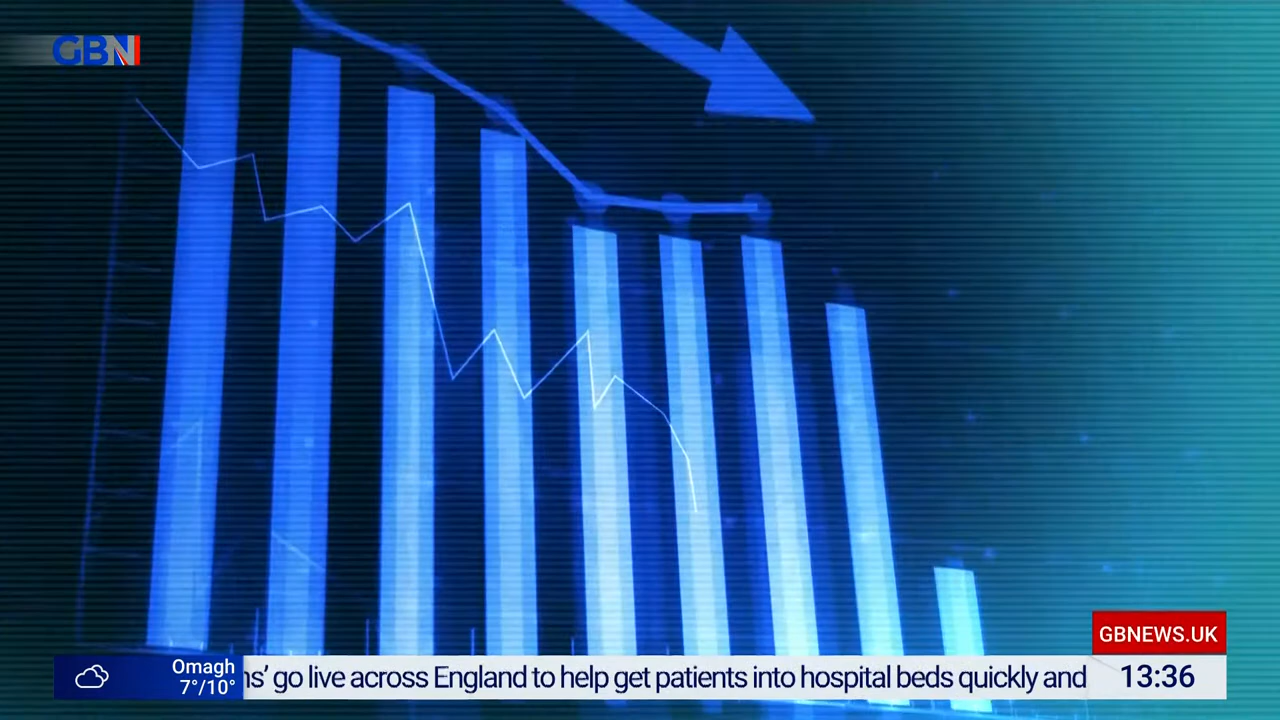 GBN
GBNEWS.UK
Omagh
7°/10°
' go live across England to help get patients into hospital beds quickly and
13:36